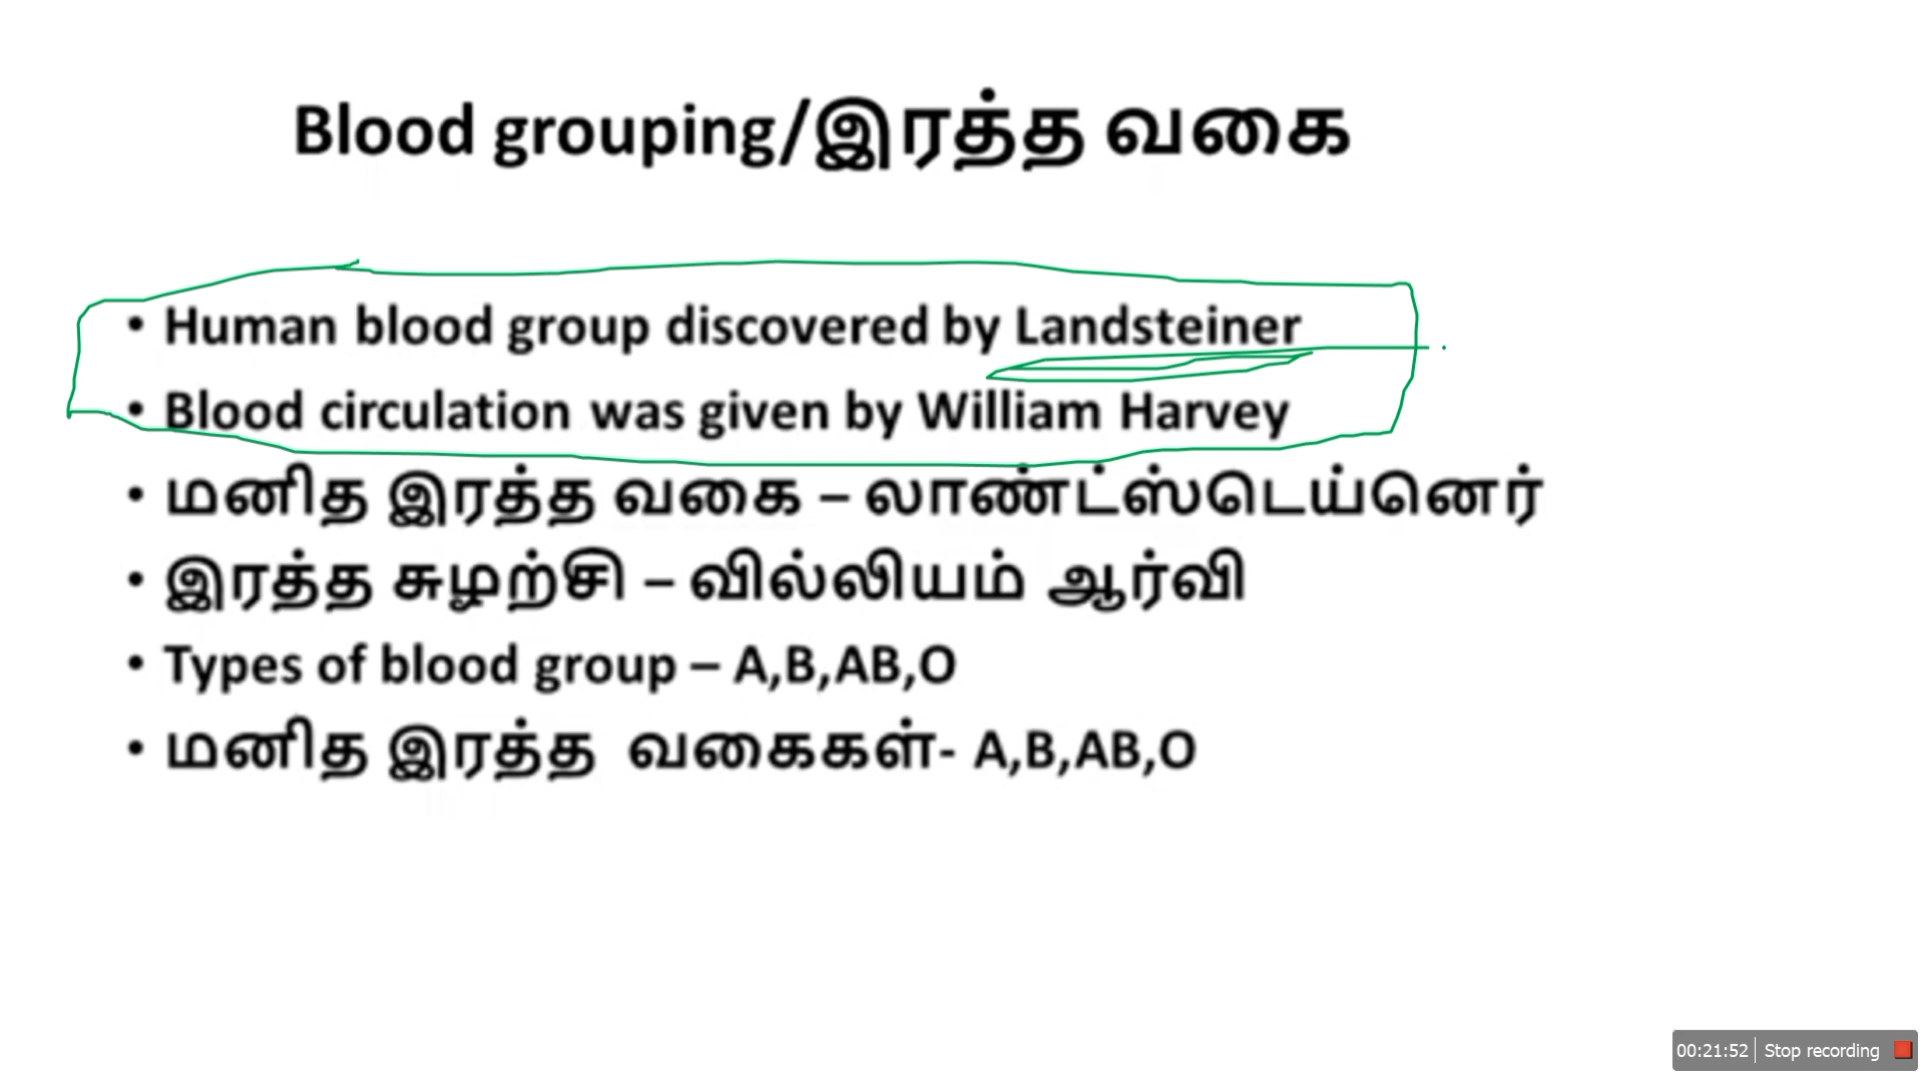 Blood grouping/இரத்த வகை
• Human blood group discovered by Landsteiner
• Blood circulation was given by William Harvey
• மனித இரத்த வகை – லாண்ட்ஸ்டெய்னெர்
• இரத்த சுழற்சி – வில்லியம் ஆர்வி
• Types of blood group – A,B,AB,O
• மனித இரத்த வகைகள்- A,B,AB,O
00:21:52 Stop recording